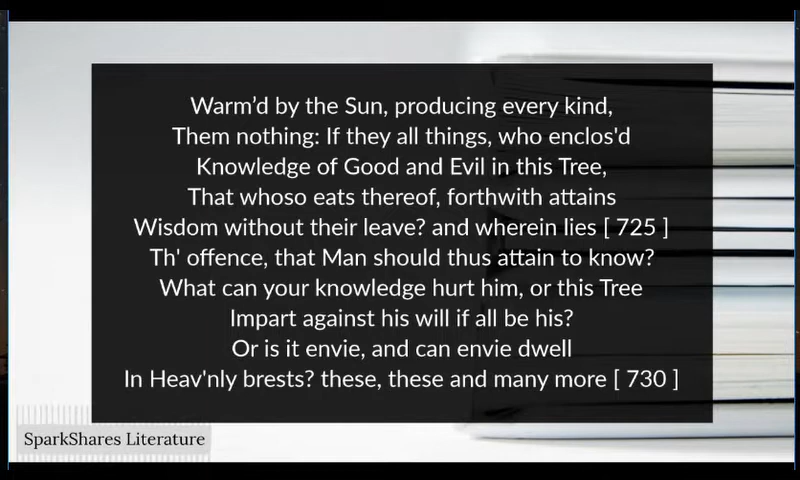 Warm’d by the Sun, producing every kind,
Them nothing: If they all things, who enclos'd
Knowledge of Good and Evil in this Tree,
That whoso eats thereof, forthwith attains
Wisdom without their leave? and wherein lies [ 725 ]
Th' offence, that Man should thus attain to know?
What can your knowledge hurt him, or this Tree
Impart against his will if all be his?
Or is it envie, and can envie dwell
In Heav'nly brests? these, these and many more [ 730 ]
SparkShares Literature